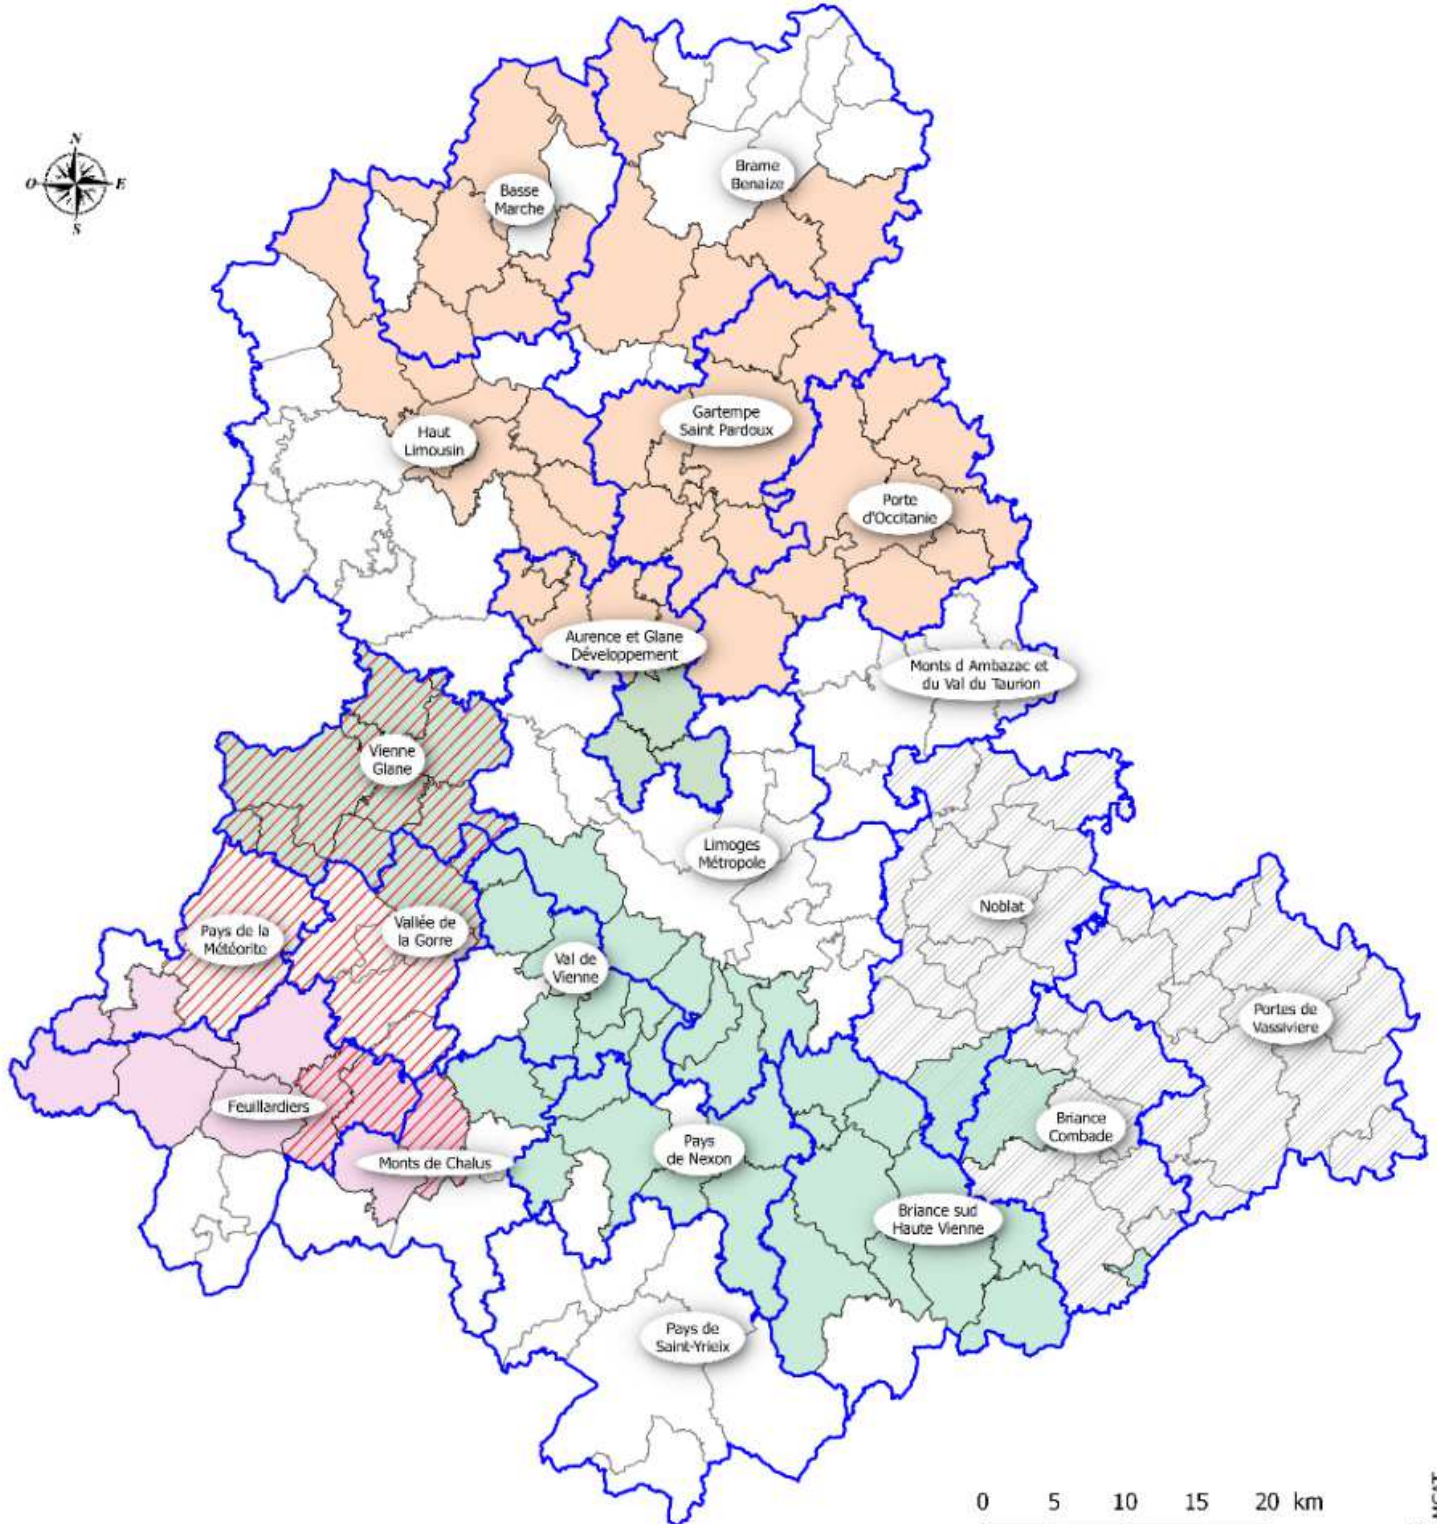 N
O E
S
Brame
Benaize
Basse
Marche
Gartempe
Saint Pardoux
Haut
Limousin
Porte
d'Occitanie
Aurence et Glane
Développement
Monts d Ambazac et
du Val du Taurion
Vienne
Glane
Limoges
Métropole
Noblat
Vallée de
la Gorre
Pays de la
Météorite
Val de
Vienne
Portes de
Vassiviere
Feuillardiers
Briance
Combade
Pays
de Nexon
Monts de Chalus
Briance sud
Haute Vienne
Pays de
Saint-Yrieix
0 5 10 15 20 km